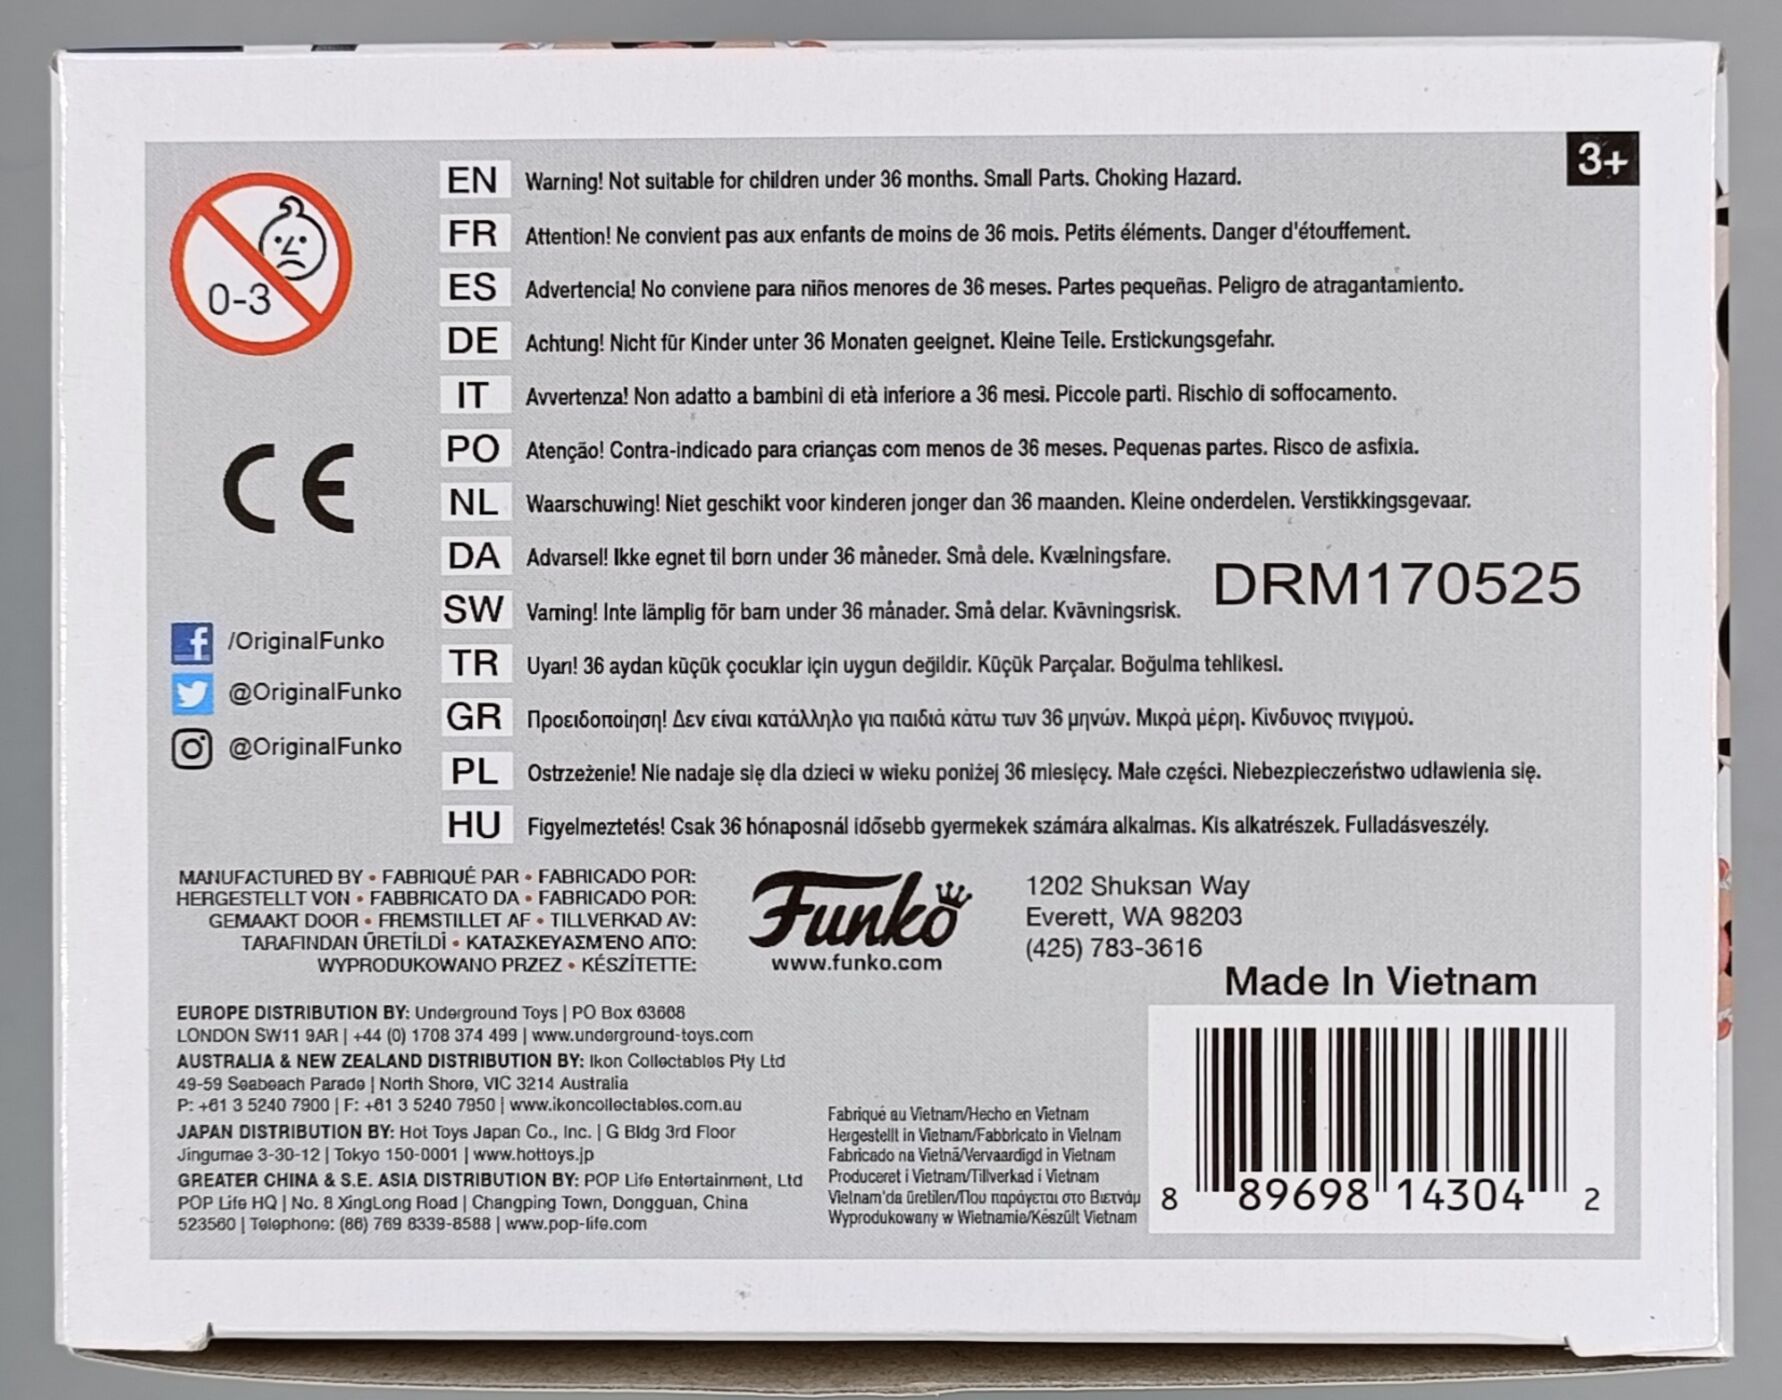 3+
0-3
EN Warning! Not suitable for children under 36 months. Small Parts. Choking Hazard.
FR Attention! Ne convient pas aux enfants de moins de 36 mois. Petits éléments. Danger d'étouffement.
ES Advertencia! No conviene para niños menores de 36 meses. Partes pequeñas. Peligro de atragantamiento.
DE Achtung! Nicht für Kinder unter 36 Monaten geeignet. Kleine Teile. Erstickungsgefahr.
IT Avvertenza! Non adatto a bambini di età inferiore a 36 mesi. Piccole parti. Rischio di soffocamento.
PO Atenção! Contra-indicado para crianças com menos de 36 meses. Pequenas partes. Risco de asfixia.
NL Waarschuwing! Niet geschikt voor kinderen jonger dan 36 maanden. Kleine onderdelen. Verstikkingsgevaar.
DA Advarsel! Ikke egnet til børn under 36 måneder. Små dele. Kvælningsfare.
SW Varning! Inte lämplig för barn under 36 månader. Små delar. Kvävningsrisk.
TR Uyarı! 36 aydan küçük çocuklar için uygun değildir. Küçük Parçalar. Boğulma tehlikesi.
GR Προειδοποίηση! Δεν είναι κατάλληλο για παιδιά κάτω των 36 μηνών. Μικρά μέρη. Κίνδυνος πνιγμού.
PL Ostrzeżenie! Nie nadaje się dla dzieci w wieku poniżej 36 miesięcy. Małe części. Niebezpieczeństwo udławienia się.
HU Figyelmeztetés! Csak 36 hónaposnál idősebb gyermekek számára alkalmas. Kis alkatrészek. Fulladásveszély.
DRM170525
CE
/OriginalFunko
@OriginalFunko
@OriginalFunko
MANUFACTURED BY • FABRIQUÉ PAR • FABRICADO POR:
HERGESTELLT VON • FABBRICATO DA • FABRICADO POR:
GEMAAKT DOOR • FREMSTILLET AF • TILLVERKAD AV:
TARAFINDAN ÜRETİLDİ • ΚΑΤΑΣΚΕΥΑΣΜΈΝΟ ΑΠΌ:
WYPRODUKOWANO PRZEZ • KÉSZÍTETTE:
Funko
www.funko.com
1202 Shuksan Way
Everett, WA 98203
(425) 783-3616
Made In Vietnam
EUROPE DISTRIBUTION BY: Underground Toys | PO Box 63608
LONDON SW11 9AR | +44 (0) 1708 374 499 | www.underground-toys.com
AUSTRALIA & NEW ZEALAND DISTRIBUTION BY: Ikon Collectables Pty Ltd
49-59 Seabeach Parade | North Shore, VIC 3214 Australia
P: +61 3 5240 7900 | F: +61 3 5240 7950 | www.ikoncollectables.com.au
JAPAN DISTRIBUTION BY: Hot Toys Japan Co., Inc. | G Bldg 3rd Floor
Jingumae 3-30-12 | Tokyo 150-0001 | www.hottoys.jp
GREATER CHINA & S.E. ASIA DISTRIBUTION BY: POP Life Entertainment, Ltd
POP Life HQ | No. 8 XingLong Road | Changping Town, Dongguan, China
523560 | Telephone: (86) 769 8339-8588 | www.pop-life.com
Fabriqué au Vietnam/Hecho en Vietnam
Hergestellt in Vietnam/Fabbricato in Vietnam
Fabricado na Vietnã/Vervaardigd in Vietnam
Produceret i Vietnam/Tillverkad i Vietnam
Vietnam'da üretilen/Που παράγεται στο Βιετνάμ
Wyprodukowany w Wietnamie/Készült Vietnam
8 89698 14304 2